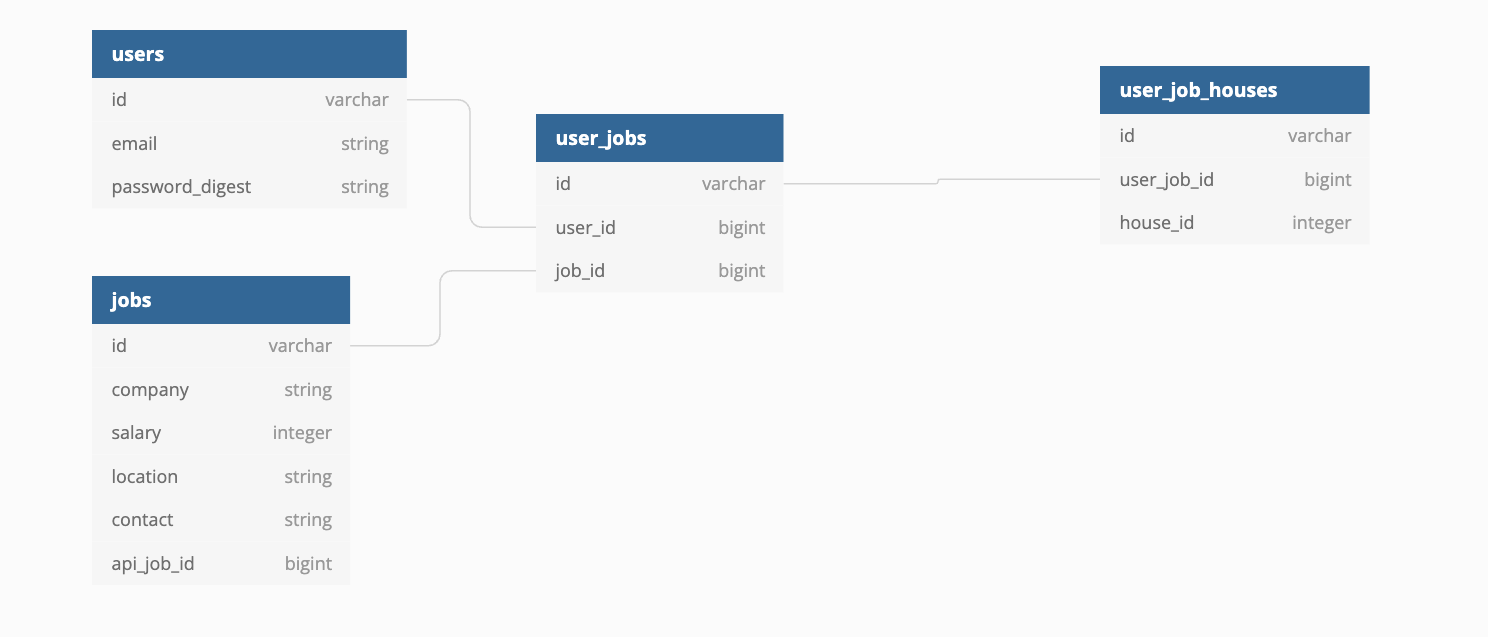 users
id varchar
email string
password_digest string
jobs
id varchar
company string
salary integer
location string
contact string
api_job_id bigint
user_jobs
id varchar
user_id bigint
job_id bigint
user_job_houses
id varchar
user_job_id bigint
house_id integer